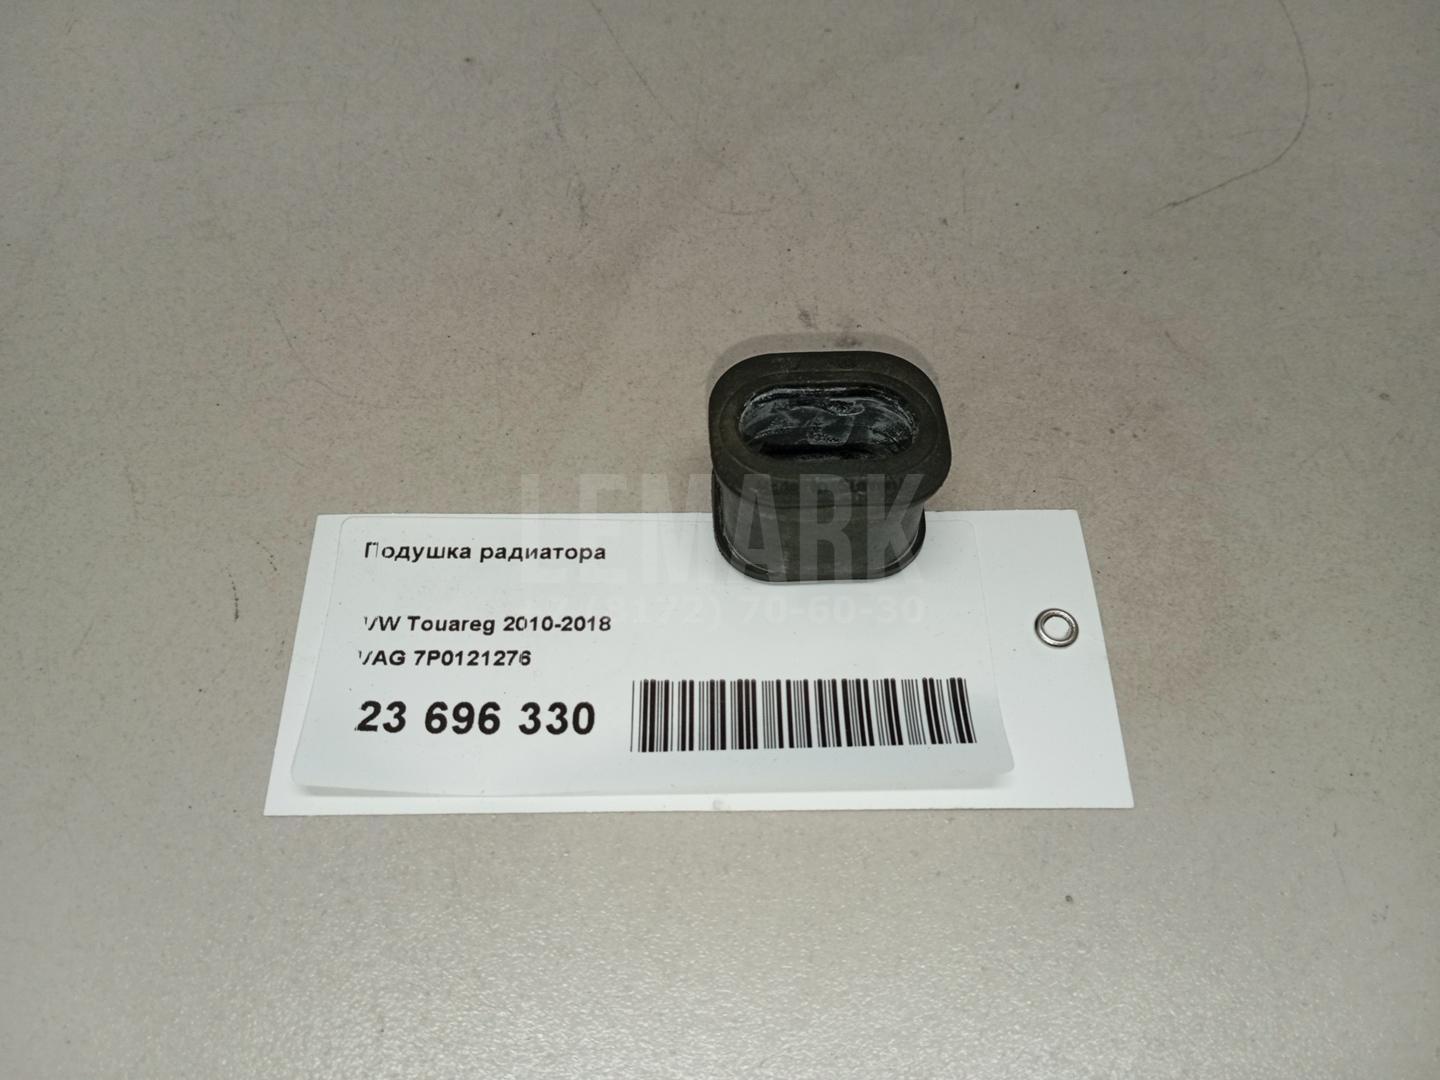 LEMARK
(8172) 70-60-30
Подушка радиатора
VW Touareg 2010-2018
VAG 7P0121276
23 696 330